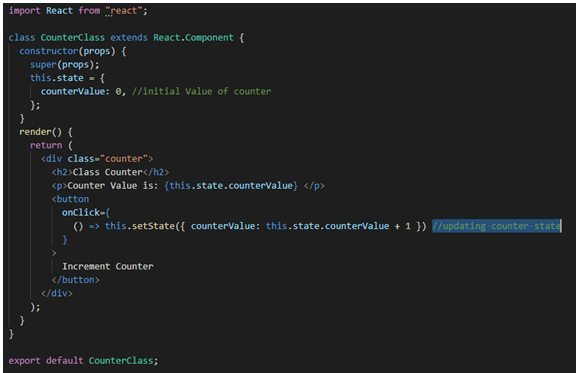 import React from "react";
class CounterClass extends React.Component {
constructor(props) {
super(props);
this.state = {
counterValue: 0, //initial Value of counter
};
}
render() {
return (
<div class="counter">
<h2>Class Counter</h2>
<p>Counter Value is: {this.state.counterValue} </p>
<button
onClick={
() => this.setState({ counterValue: this.state.counterValue + 1 }) //updating counter state
}
>
Increment Counter
</button>
</div>
);
}
}
export default CounterClass;